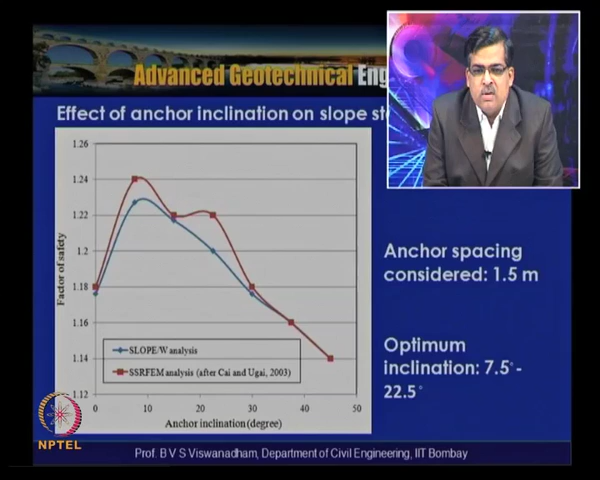 Advanced Geotechnical Eng
Effect of anchor inclination on slope st
1.26
1.24
1.22
1.2
1.18
1.16
1.14
1.12
Factor of safety
SLOPE/W analysis
SSRFEM analysis (after Cai and Ugai, 2003)
0
10
20
30
40
50
Anchor inclination (degree)
Anchor spacing
considered: 1.5 m
Optimum
inclination: 7.5° -
22.5°
NPTEL
Prof. B V S Viswanadham, Department of Civil Engineering, IIT Bombay